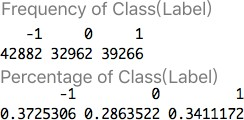 Frequency of Class(Label)
-1 0 1
42882 32962 39266
Percentage of Class(Label)
-1 0 1
0.3725306 0.2863522 0.3411172